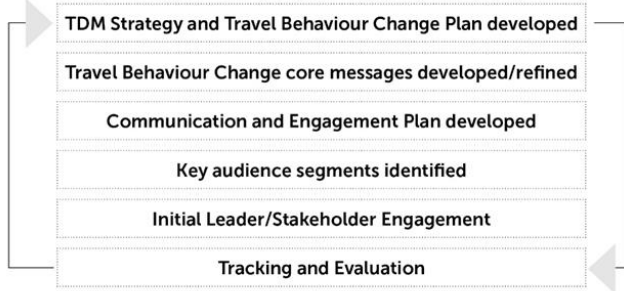 TDM Strategy and Travel Behaviour Change Plan developed
Travel Behaviour Change core messages developed/refined
Communication and Engagement Plan developed
Key audience segments identified
Initial Leader/Stakeholder Engagement
Tracking and Evaluation